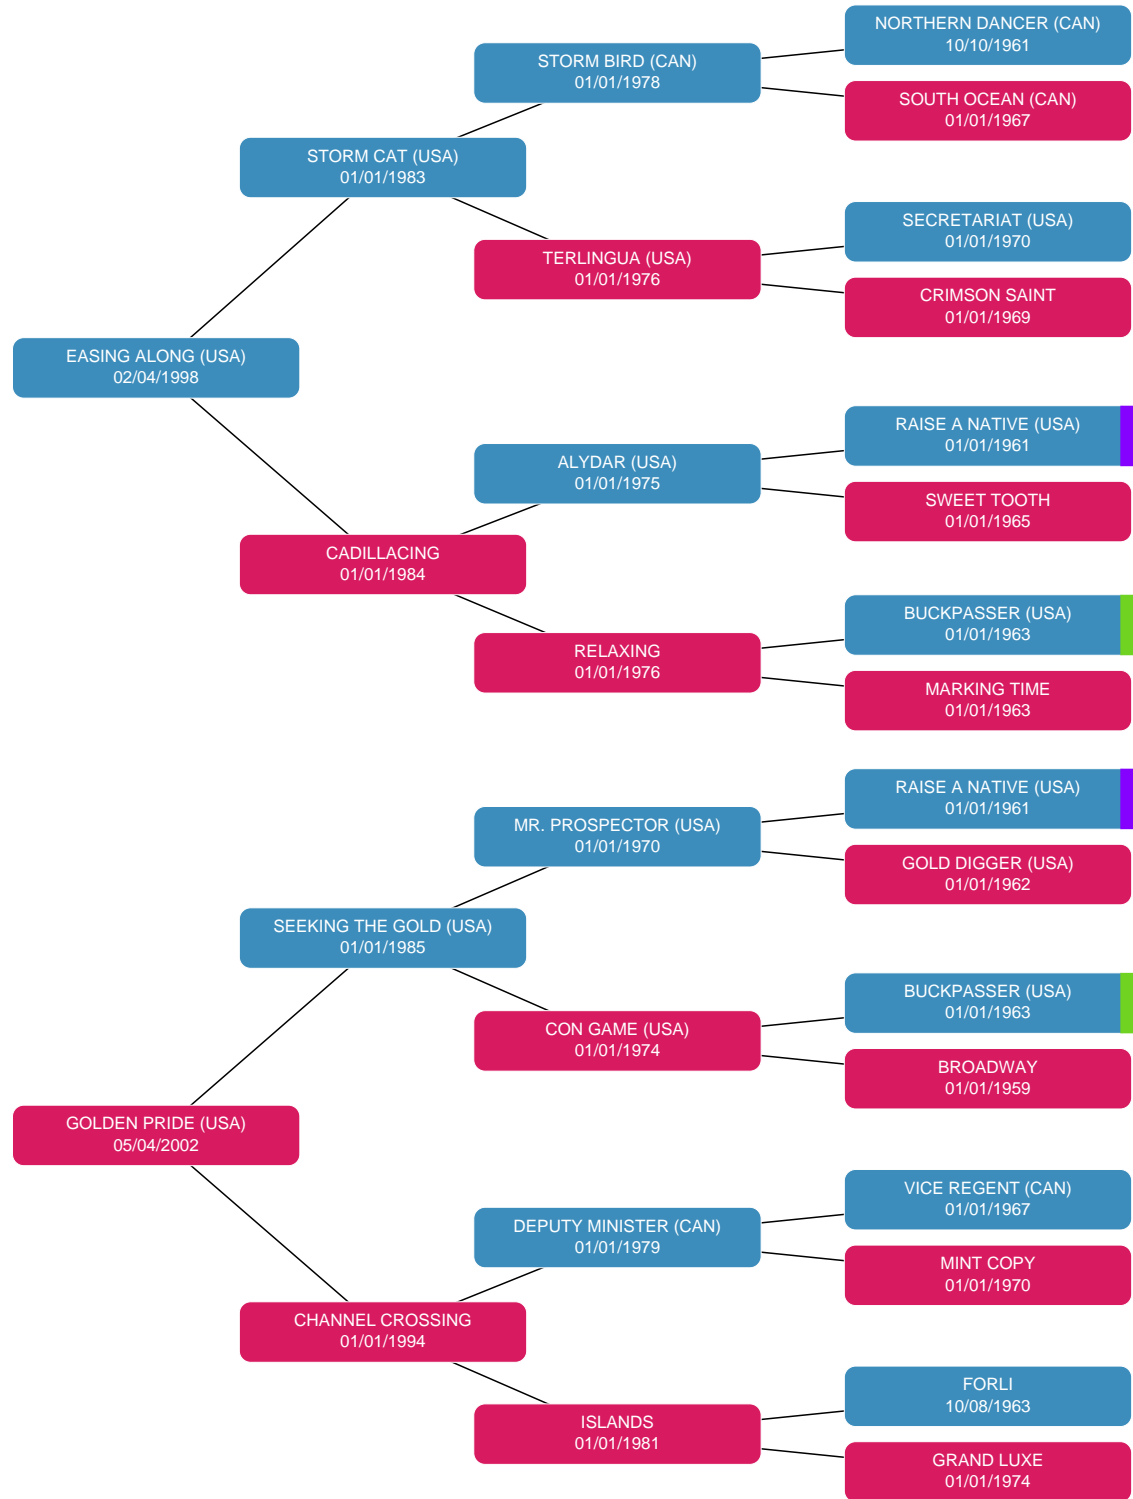 NORTHERN DANCER (CAN)
10/10/1961
STORM BIRD (CAN)
01/01/1978
SOUTH OCEAN (CAN)
01/01/1967
STORM CAT (USA)
01/01/1983
SECRETARIAT (USA)
01/01/1970
TERLINGUA (USA)
01/01/1976
CRIMSON SAINT
01/01/1969
EASING ALONG (USA)
02/04/1998
RAISE A NATIVE (USA)
01/01/1961
ALYDAR (USA)
01/01/1975
SWEET TOOTH
01/01/1965
CADILLACING
01/01/1984
BUCKPASSER (USA)
01/01/1963
RELAXING
01/01/1976
MARKING TIME
01/01/1963
RAISE A NATIVE (USA)
01/01/1961
MR. PROSPECTOR (USA)
01/01/1970
GOLD DIGGER (USA)
01/01/1962
SEEKING THE GOLD (USA)
01/01/1985
BUCKPASSER (USA)
01/01/1963
CON GAME (USA)
01/01/1974
BROADWAY
01/01/1959
GOLDEN PRIDE (USA)
05/04/2002
VICE REGENT (CAN)
01/01/1967
DEPUTY MINISTER (CAN)
01/01/1979
MINT COPY
01/01/1970
CHANNEL CROSSING
01/01/1994
FORLI
10/08/1963
ISLANDS
01/01/1981
GRAND LUXE
01/01/1974